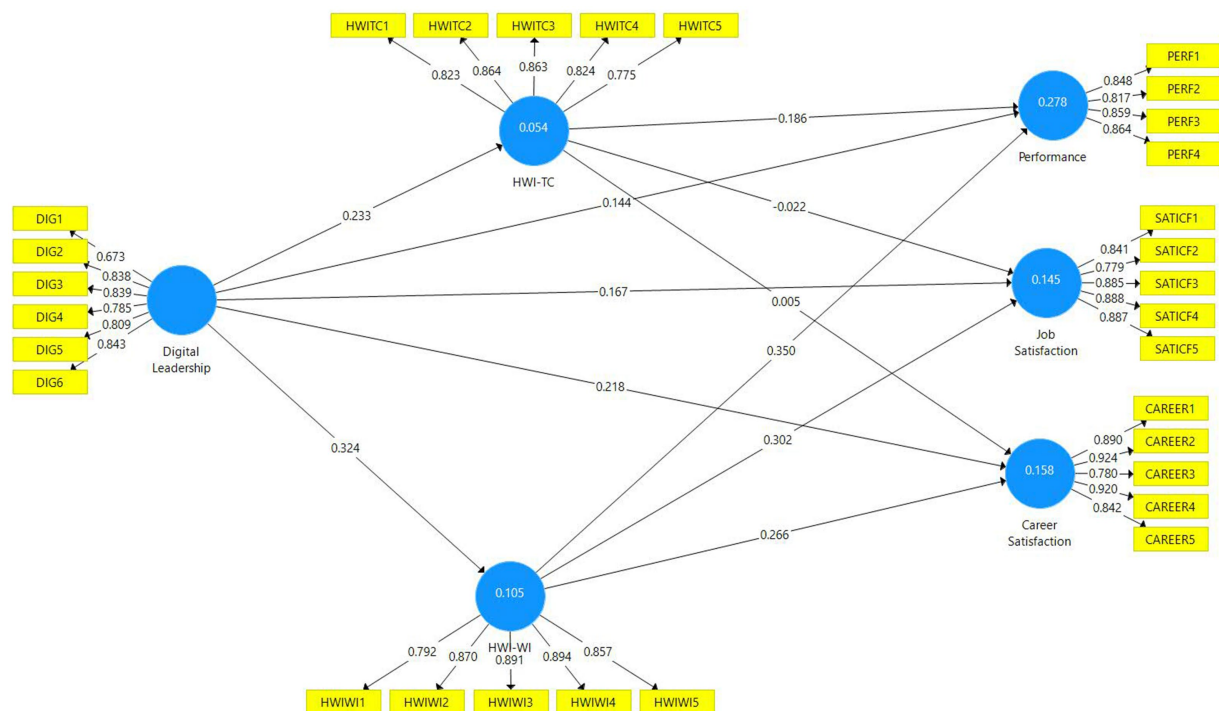 HWITC1 HWITC2 HWITC3 HWITC4 HWITC5
0.823 0.864 0.863 0.824 0.775
0.054
HWI-TC
PERF1
PERF2
PERF3
PERF4
0.848
0.817
0.859
0.864
0.278
Performance
0.186
0.144
-0.022
0.233
DIG1
DIG2
DIG3
DIG4
DIG5
DIG6
0.673
0.838
0.839
0.785
0.809
0.843
Digital
Leadership
0.167
0.005
0.350
0.218
0.324
0.302
0.266
SATICF1
SATICF2
SATICF3
SATICF4
SATICF5
0.841
0.779
0.885
0.888
0.887
0.145
Job
Satisfaction
CAREER1
CAREER2
CAREER3
CAREER4
CAREER5
0.890
0.924
0.780
0.920
0.842
0.158
Career
Satisfaction
0.105
HWI-WI
0.792 0.870 0.891 0.894 0.857
HWIWI1 HWIWI2 HWIWI3 HWIWI4 HWIWI5